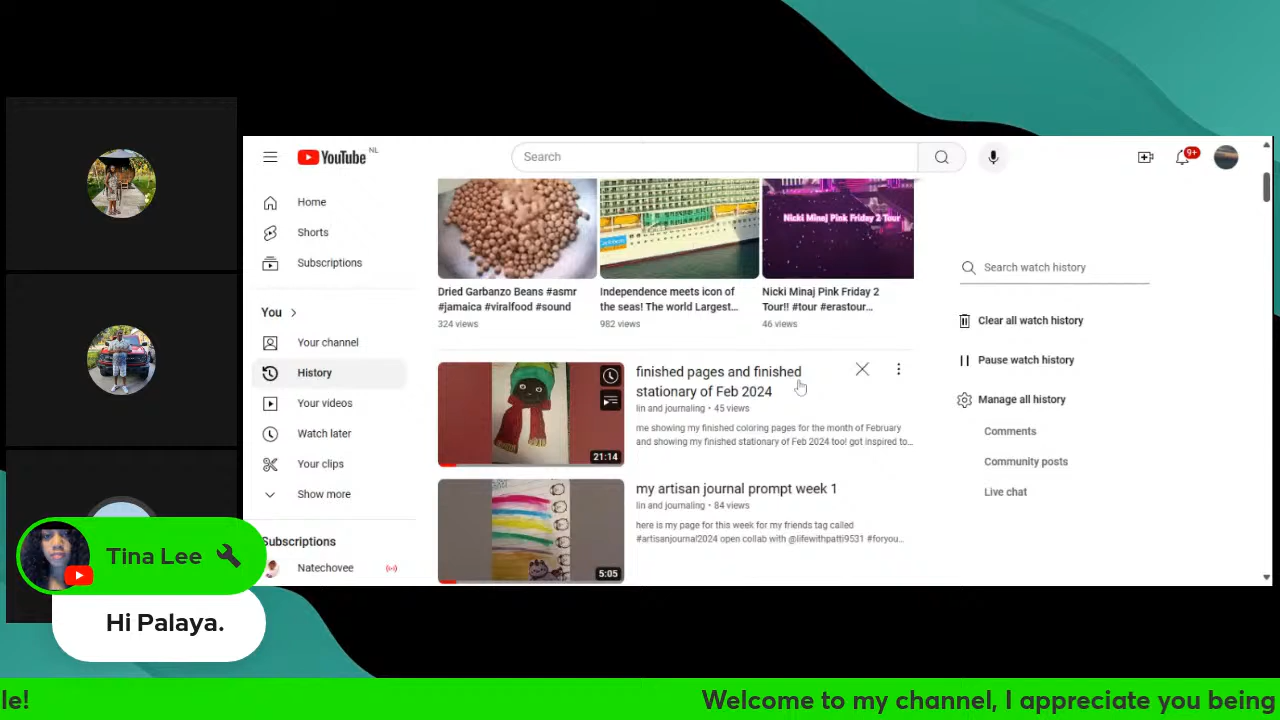 YouTube NL
Search
9+
Home
Shorts
Subscriptions
You
Your channel
History
Your videos
Watch later
Your clips
Show more
Subscriptions
Natechovee
Nicki Minaj Pink Friday 2 Tour
Dried Garbanzo Beans #asmr
#jamaica #viralfood #sound
324 views
Independence meets icon of
the seas! The world Largest...
982 views
Nicki Minaj Pink Friday 2
Tour!! #tour #erastour...
46 views
finished pages and finished
stationary of Feb 2024
lin and journaling • 45 views
me showing my finished coloring pages for the month of February
and showing my finished stationary of Feb 2024 too! got inspired to...
21:14
my artisan journal prompt week 1
lin and journaling • 84 views
here is my page for this week for my friends tag called
#artisanjournal2024 open collab with @lifewithpatti9531 #foryou...
5:05
Search watch history
Clear all watch history
Pause watch history
Manage all history
Comments
Community posts
Live chat
Tina Lee
Hi Palaya.
le! Welcome to my channel, I appreciate you being